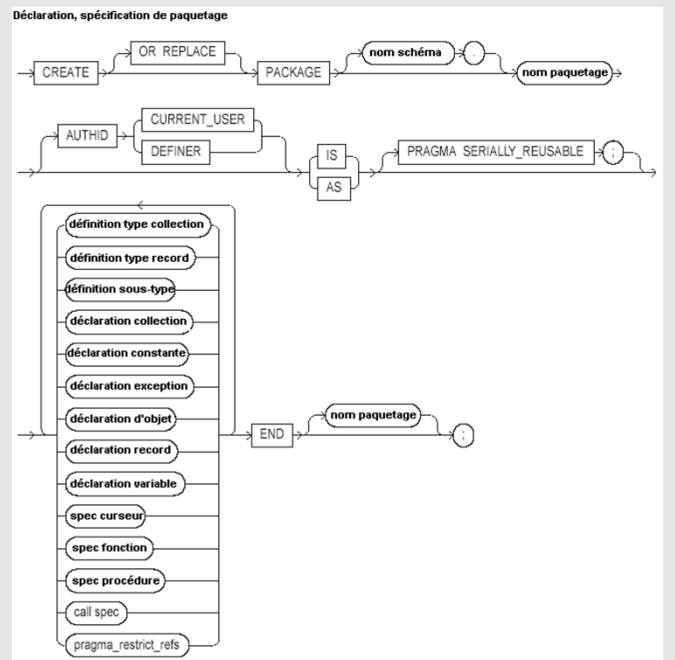 Déclaration, spécification de paquetage
CREATE OR REPLACE PACKAGE nom schéma . nom paquetage
AUTHID CURRENT_USER DEFINER IS AS PRAGMA SERIALLY_REUSABLE ;
définition type collection
définition type record
définition sous-type
déclaration collection
déclaration constante
déclaration exception
déclaration d'objet
déclaration record
déclaration variable
spec curseur
spec fonction
spec procédure
call spec
pragma_restrict_refs
END nom paquetage ;